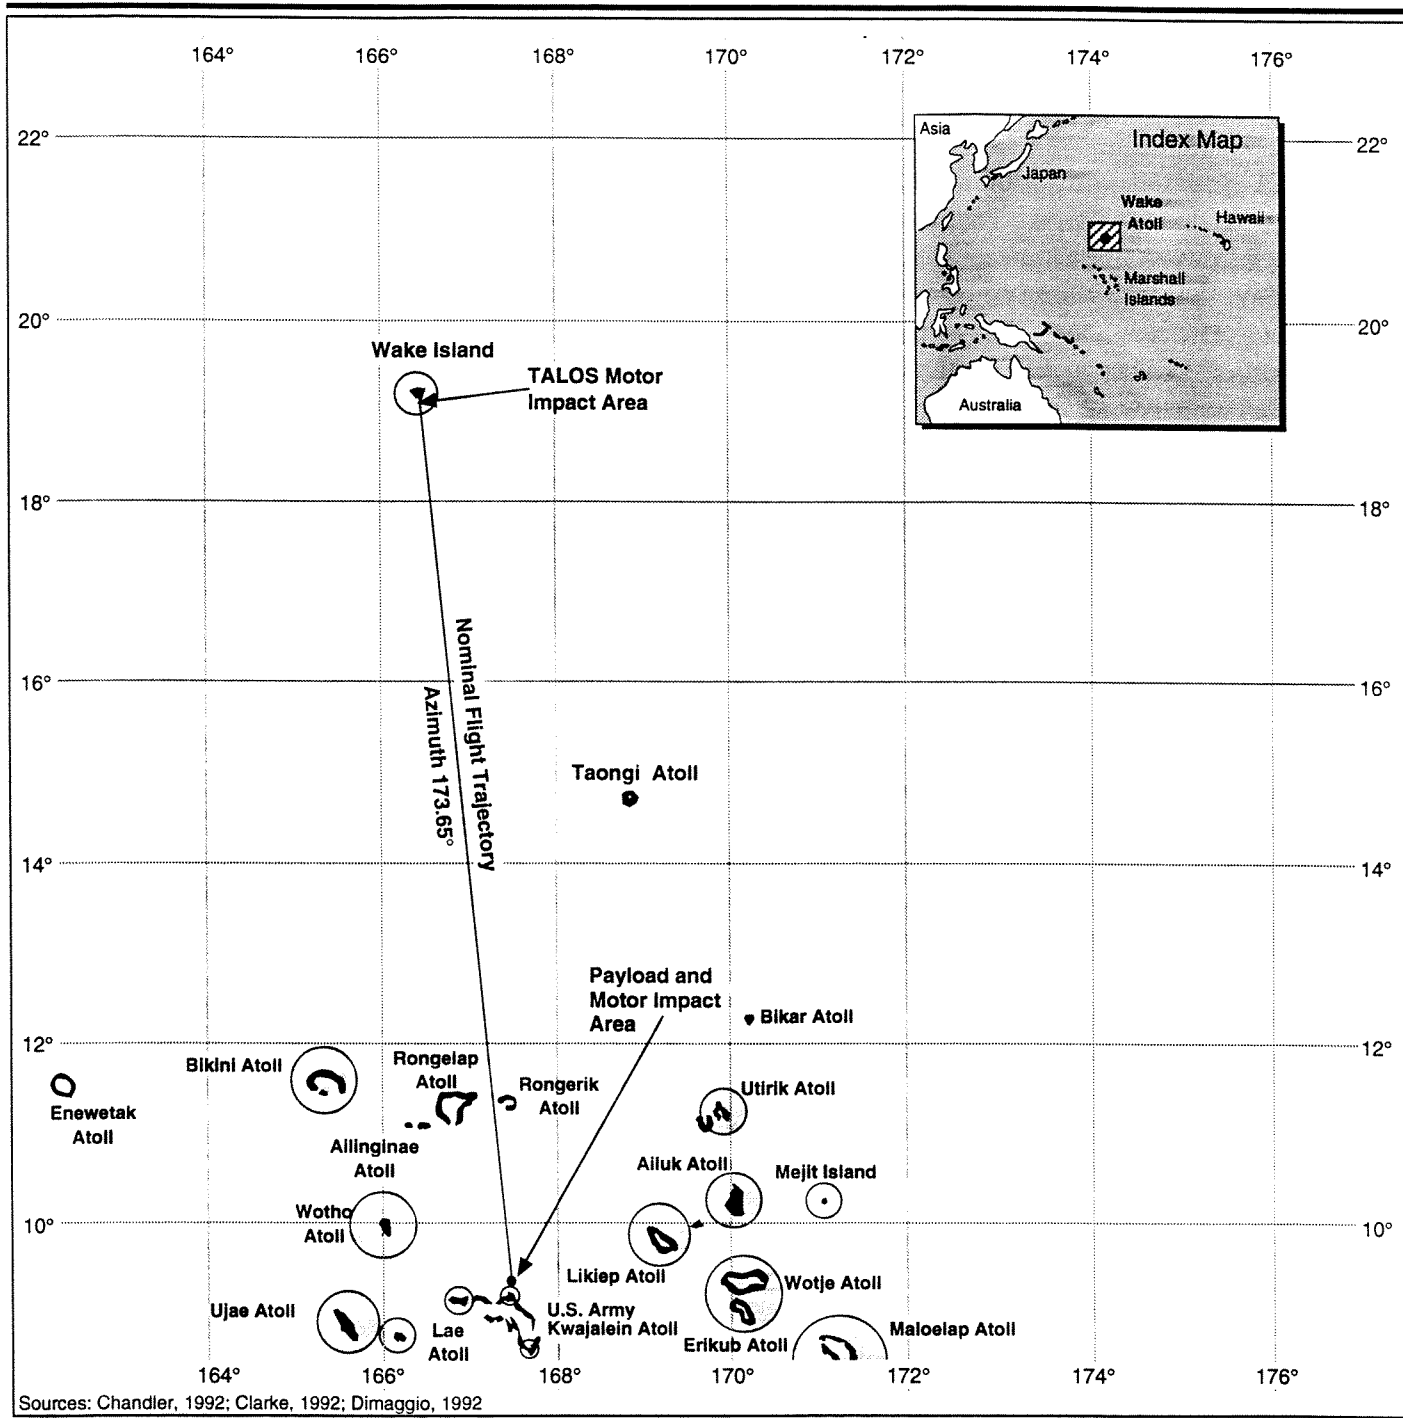 164° 166° 168° 170° 172° 174° 176°
22° 22°
Index Map
Asia
Japan
Wake
Atoll
Hawaii
Marshall
Islands
Australia
20° 20°
Wake Island
TALOS Motor
Impact Area
18° 18°
Nominal Flight Trajectory
Azimuth 173.65°
16° 16°
Taongi Atoll
14° 14°
Payload and
Motor Impact
Area
Bikar Atoll
12° 12°
Bikini Atoll
Rongelap
Atoll
Rongerik
Atoll
Utirik Atoll
Enewetak
Atoll
Ailinginae
Atoll
Ailuk Atoll
Mejit Island
Wotho
Atoll
10° 10°
Likiep Atoll
Wotje Atoll
Ujae Atoll
Lae
Atoll
U.S. Army
Kwajalein Atoll
Erikub Atoll
Maloelap Atoll
164° 166° 168° 170° 172° 174° 176°
Sources: Chandler, 1992; Clarke, 1992; Dimaggio, 1992